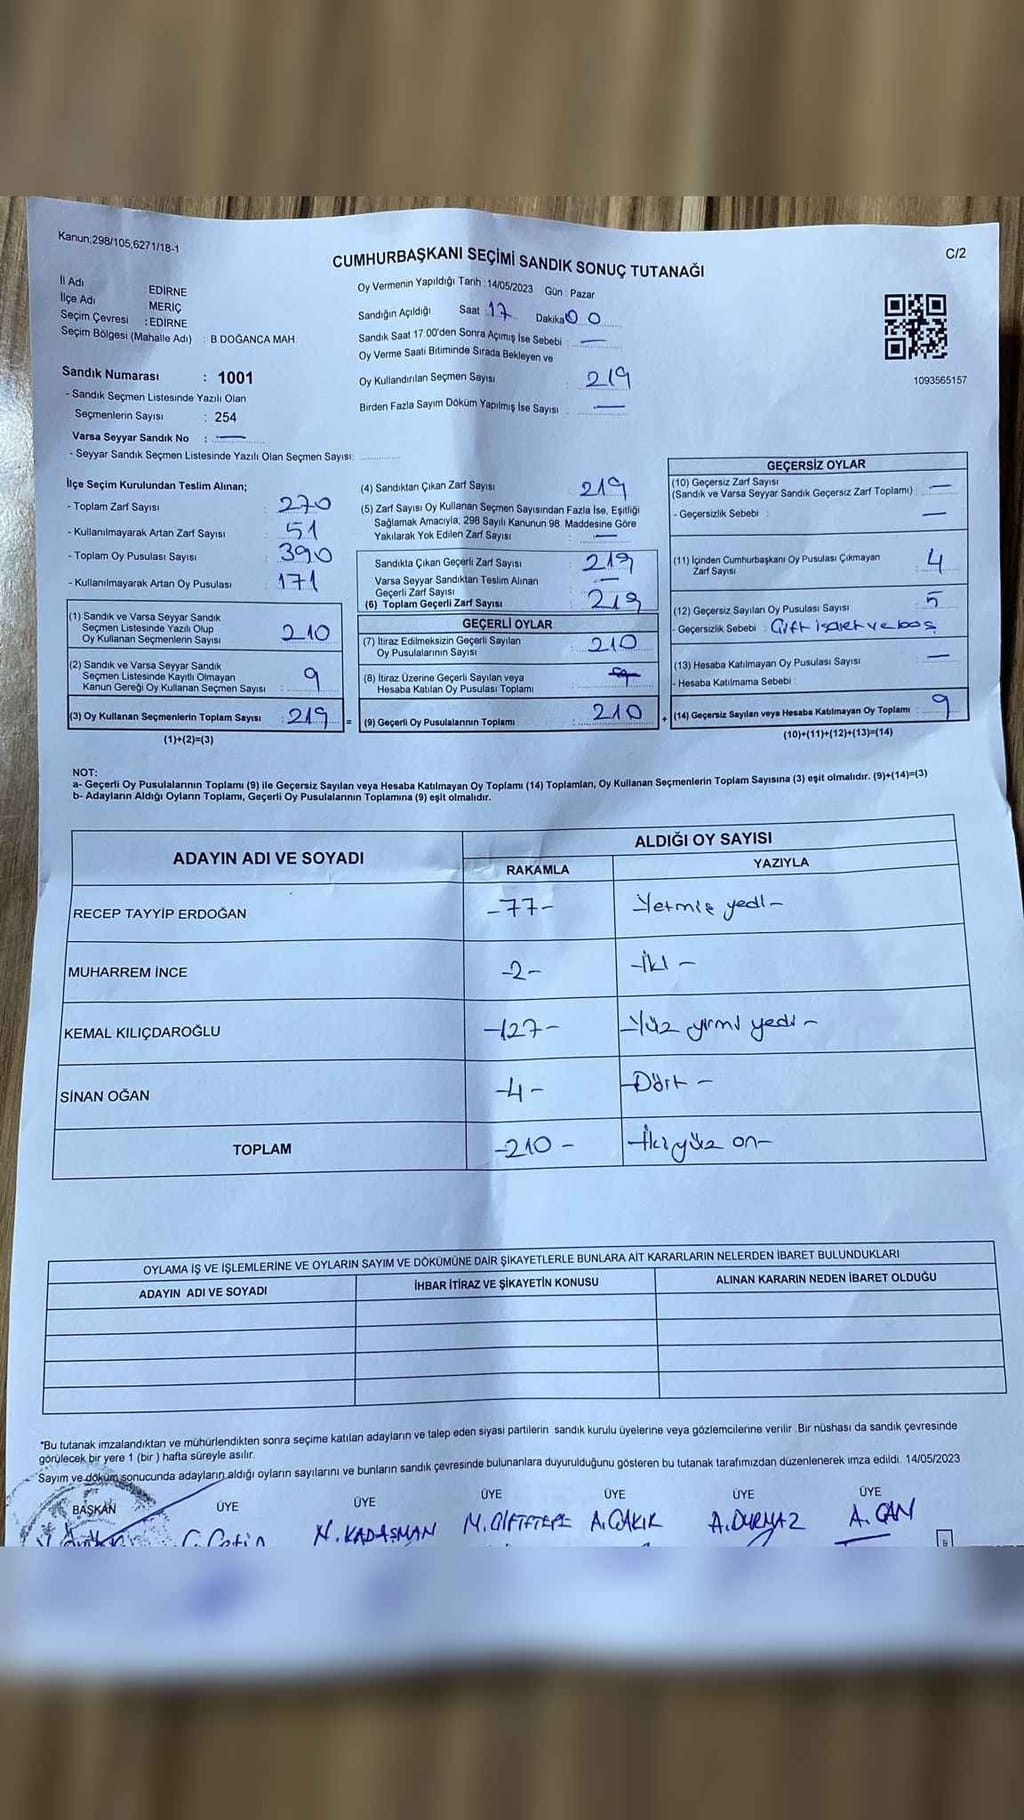 Kanun;298/105,6271/18-1
C/2
CUMHURBAŞKANI SEÇİMİ SANDIK SONUÇ TUTANAĞI
İl Adı : EDİRNE
İlçe Adı : MERİÇ
Seçim Çevresi : EDİRNE
Seçim Bölgesi (Mahalle Adı) : B.DOĞANCA MAH
Sandık Numarası : 1001
- Sandık Seçmen Listesinde Yazılı Olan
Seçmenlerin Sayısı : 254
Varsa Seyyar Sandık No : —
- Seyyar Sandık Seçmen Listesinde Yazılı Olan Seçmen Sayısı:
Oy Vermenin Yapıldığı Tarih :14/05/2023 Gün : Pazar
Sandığın Açıldığı Saat 17 Dakika 00
Sandık Saat 17:00'den Sonra Açımış İse Sebebi : —
Oy Verme Saati Bitiminde Sırada Bekleyen ve
Oy Kullandırılan Seçmen Sayısı : 219
Birden Fazla Sayım Döküm Yapılmış İse Sayısı : —
1093565157
İlçe Seçim Kurulundan Teslim Alınan;
- Toplam Zarf Sayısı : 270
- Kullanılmayarak Artan Zarf Sayısı : 51
- Toplam Oy Pusulası Sayısı : 390
- Kullanılmayarak Artan Oy Pusulası : 171
(1) Sandık ve Varsa Seyyar Sandık
Seçmen Listesinde Yazılı Olup
Oy Kullanan Seçmenlerin Sayısı : 210
(2) Sandık ve Varsa Seyyar Sandık
Seçmen Listesinde Kayıtlı Olmayan
Kanun Gereği Oy Kullanan Seçmen Sayısı : 9
(3) Oy Kullanan Seçmenlerin Toplam Sayısı : 219 =
(1)+(2)=(3)
(4) Sandıktan Çıkan Zarf Sayısı : 219
(5) Zarf Sayısı Oy Kullanan Seçmen Sayısından Fazla İse, Eşitliği
Sağlamak Amacıyla; 298 Sayılı Kanunun 98. Maddesine Göre
Yakılarak Yok Edilen Zarf Sayısı : —
Sandıkta Çıkan Geçerli Zarf Sayısı : 219
Varsa Seyyar Sandıktan Teslim Alınan
Geçerli Zarf Sayısı : —
(6) Toplam Geçerli Zarf Sayısı : 219
GEÇERLİ OYLAR
(7) İtiraz Edilmeksizin Geçerli Sayılan
Oy Pusulalarının Sayısı : 210
(8) İtiraz Üzerine Geçerli Sayılan veya
Hesaba Katılan Oy Pusulası Toplamı :
(9) Geçerli Oy Pusulalarının Toplamı : 210 +
GEÇERSİZ OYLAR
(10) Geçersiz Zarf Sayısı
(Sandık ve Varsa Seyyar Sandık Geçersiz Zarf Toplamı) : —
- Geçersizlik Sebebi : —
(11) İçinden Cumhurbaşkanı Oy Pusulası Çıkmayan
Zarf Sayısı : 4
(12) Geçersiz Sayılan Oy Pusulası Sayısı : 5
- Geçersizlik Sebebi : Çift işaret ve boş
(13) Hesaba Katılmayan Oy Pusulası Sayısı : —
- Hesaba Katılmama Sebebi :
(14) Geçersiz Sayılan veya Hesaba Katılmayan Oy Toplamı : 9
(10)+(11)+(12)+(13)=(14)
NOT:
a- Geçerli Oy Pusulalarının Toplamı (9) ile Geçersiz Sayılan veya Hesaba Katılmayan Oy Toplamı (14) Toplamları, Oy Kullanan Seçmenlerin Toplam Sayısına (3) eşit olmalıdır. (9)+(14)=(3)
b- Adayların Aldığı Oyların Toplamı, Geçerli Oy Pusulalarının Toplamına (9) eşit olmalıdır.
ADAYIN ADI VE SOYADI
ALDIĞI OY SAYISI
RAKAMLA YAZIYLA
RECEP TAYYİP ERDOĞAN -77- -Yetmiş yedi-
MUHARREM İNCE -2- -İki-
KEMAL KILIÇDAROĞLU -127- -Yüz yirmi yedi-
SİNAN OĞAN -4- -Dört-
TOPLAM -210- -İki yüz on-
OYLAMA İŞ VE İŞLEMLERİNE VE OYLARIN SAYIM VE DÖKÜMÜNE DAİR ŞİKAYETLERLE BUNLARA AİT KARARLARIN NELERDEN İBARET BULUNDUKLARI
ADAYIN ADI VE SOYADI İHBAR İTİRAZ VE ŞİKAYETİN KONUSU ALINAN KARARIN NEDEN İBARET OLDUĞU
*Bu tutanak imzalandıktan ve mühürlendikten sonra seçime katılan adayların ve talep eden siyasi partilerin sandık kurulu üyelerine veya gözlemcilerine verilir. Bir nüshası da sandık çevresinde
görülecek bir yere 1 (bir ) hafta süreyle asılır.
Sayım ve döküm sonucunda adayların aldığı oyların sayılarını ve bunların sandık çevresinde bulunanlara duyurulduğunu gösteren bu tutanak tarafımızdan düzenlenerek imza edildi. 14/05/2023
BAŞKAN ÜYE ÜYE ÜYE ÜYE ÜYE ÜYE
C. Çetin N. KADAŞMAN M. ÇİFTTEPE A. ÇAKIR A. DURMAZ A. CAN